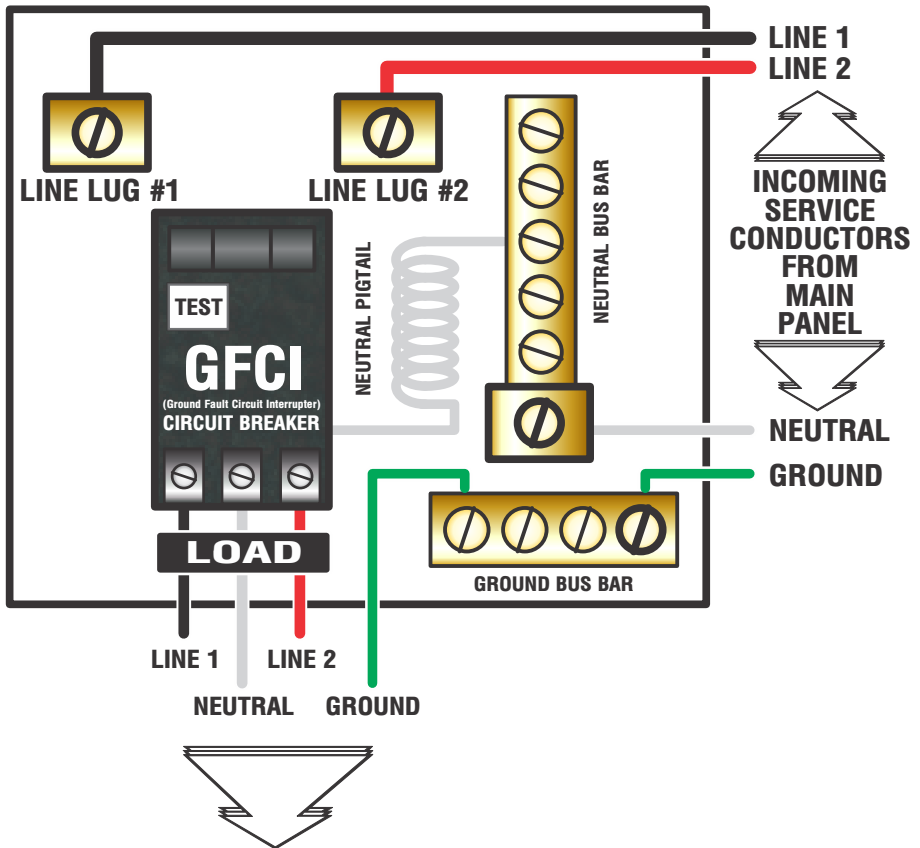 LINE 1
LINE 2
LINE LUG #1
LINE LUG #2
INCOMING
SERVICE
CONDUCTORS
FROM
MAIN
PANEL
NEUTRAL BUS BAR
NEUTRAL PIGTAIL
TEST
GFCI
(Ground Fault Circuit Interrupter)
CIRCUIT BREAKER
NEUTRAL
GROUND
LOAD
GROUND BUS BAR
LINE 1
LINE 2
NEUTRAL
GROUND